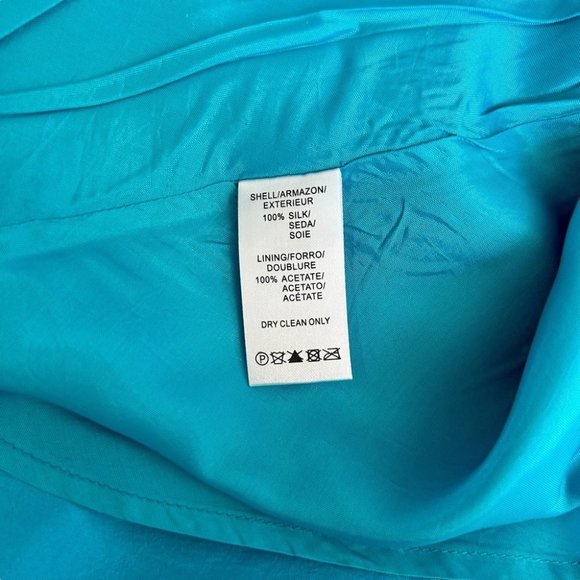 SHELL/ARMAZON/
EXTERIEUR
100% SILK/
SEDA/
SOIE
LINING/FORRO/
DOUBLURE
100% ACETATE/
ACETATO/
ACÉTATE
DRY CLEAN ONLY
P